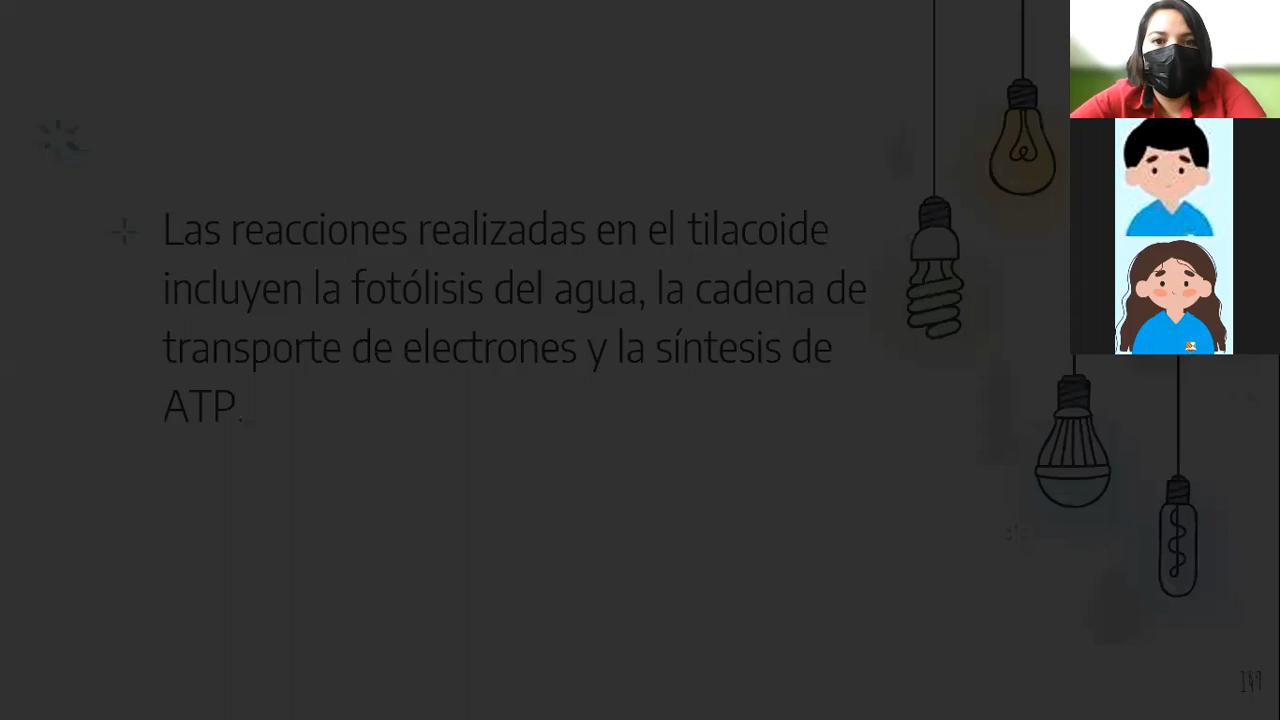 Las reacciones realizadas en el tilacoide
incluyen la fotólisis del agua, la cadena de
transporte de electrones y la síntesis de
ATP.